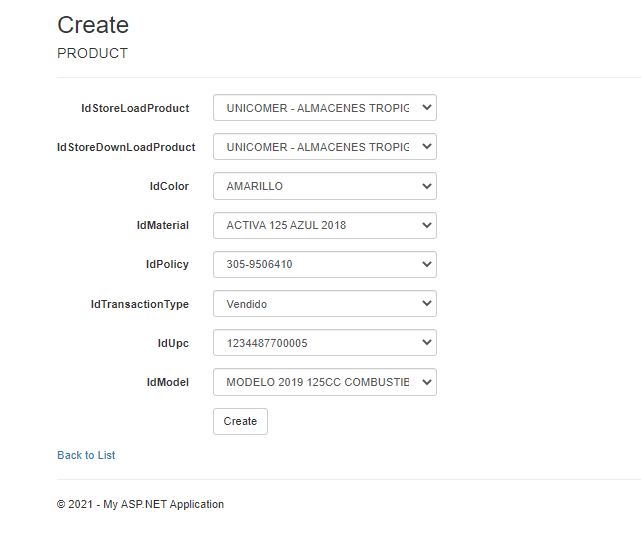 Create
PRODUCT
IdStoreLoadProduct UNICOMER - ALMACENES TROPIG
IdStoreDownLoadProduct UNICOMER - ALMACENES TROPIG
IdColor AMARILLO
IdMaterial ACTIVA 125 AZUL 2018
IdPolicy 305-9506410
IdTransactionType Vendido
IdUpc 1234487700005
IdModel MODELO 2019 125CC COMBUSTIB
Create
Back to List
© 2021 - My ASP.NET Application